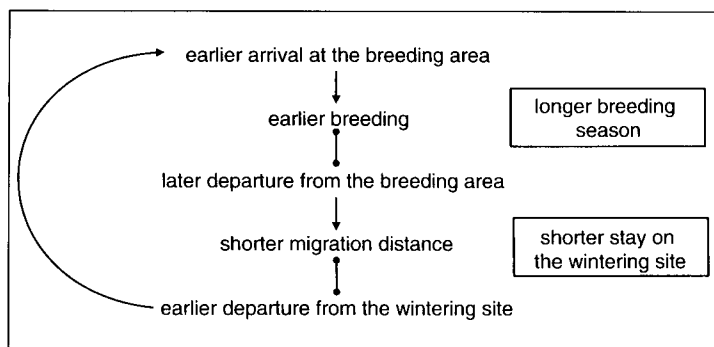 earlier arrival at the breeding area
earlier breeding
longer breeding
season
later departure from the breeding area
shorter migration distance
shorter stay on
the wintering site
earlier departure from the wintering site